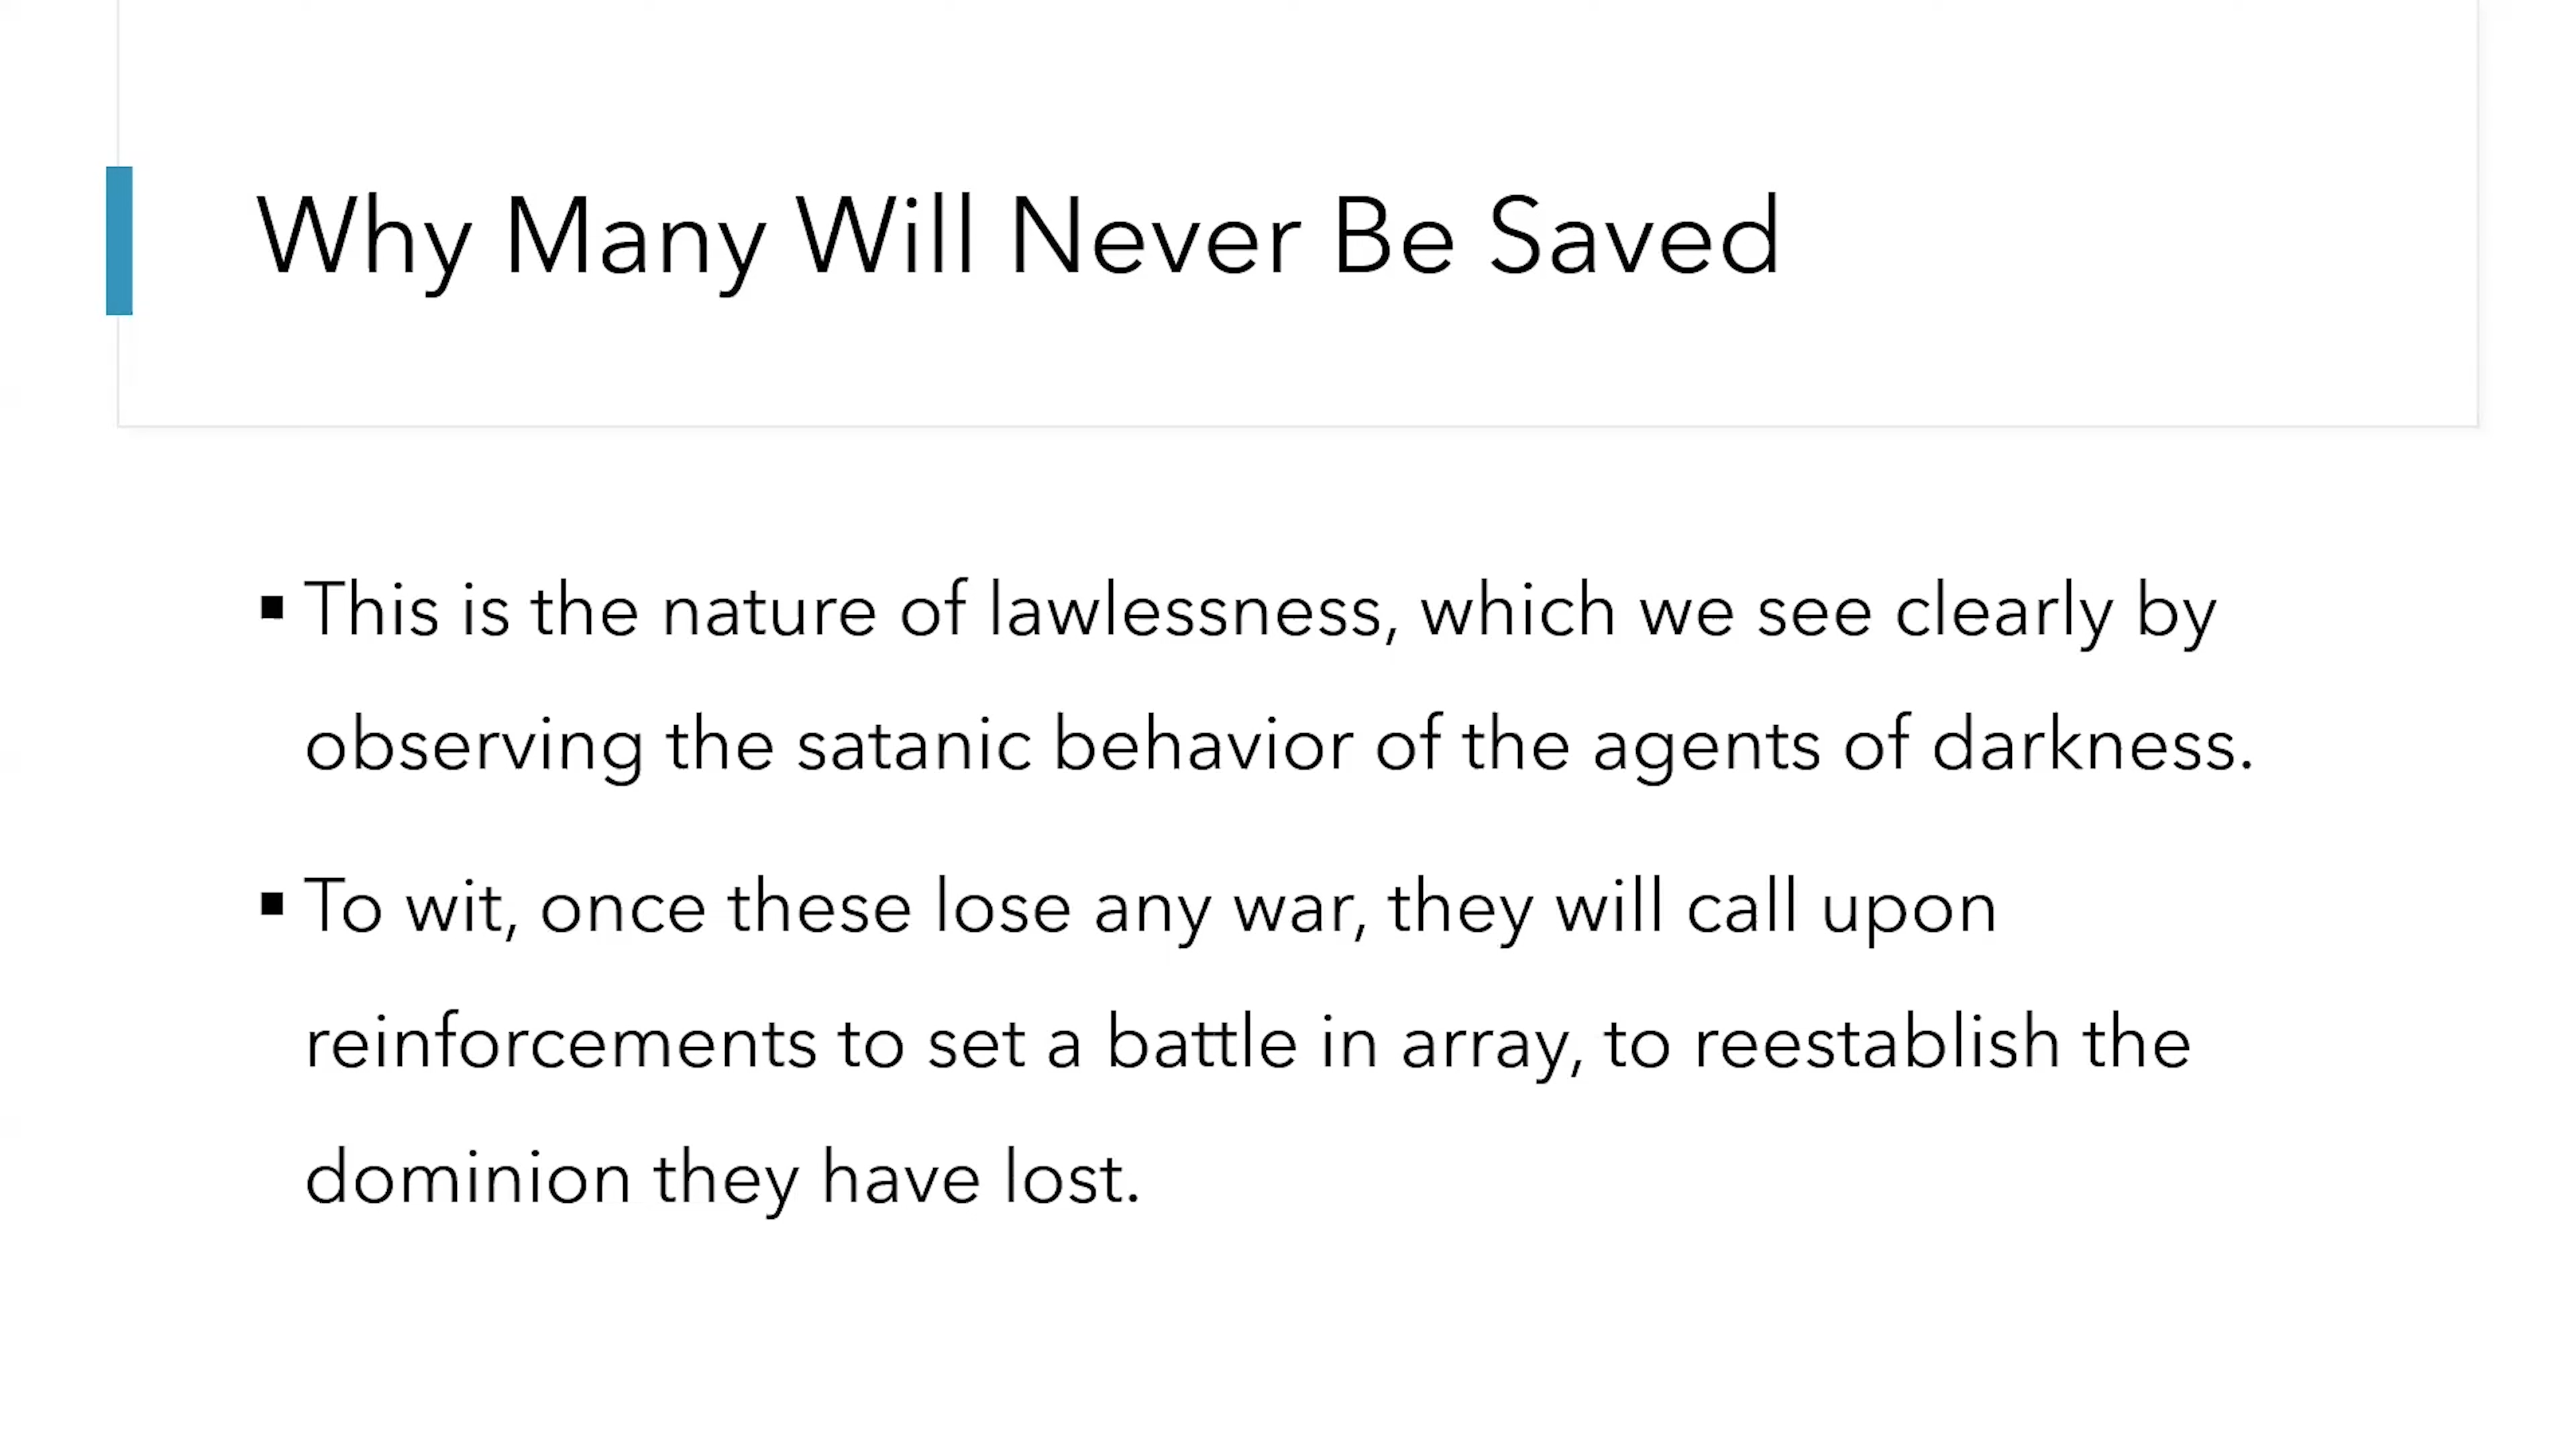 Why Many Will Never Be Saved
▪ This is the nature of lawlessness, which we see clearly by
observing the satanic behavior of the agents of darkness.
▪ To wit, once these lose any war, they will call upon
reinforcements to set a battle in array, to reestablish the
dominion they have lost.